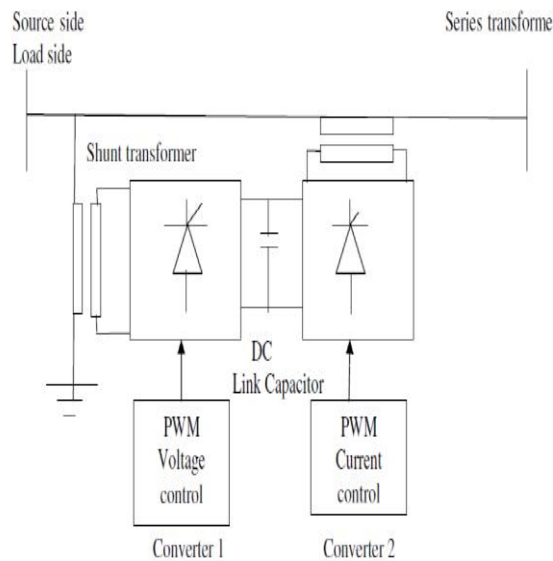 Source side
Load side
Series transforme
Shunt transformer
DC
Link Capacitor
PWM
Voltage
control
PWM
Current
control
Converter 1
Converter 2